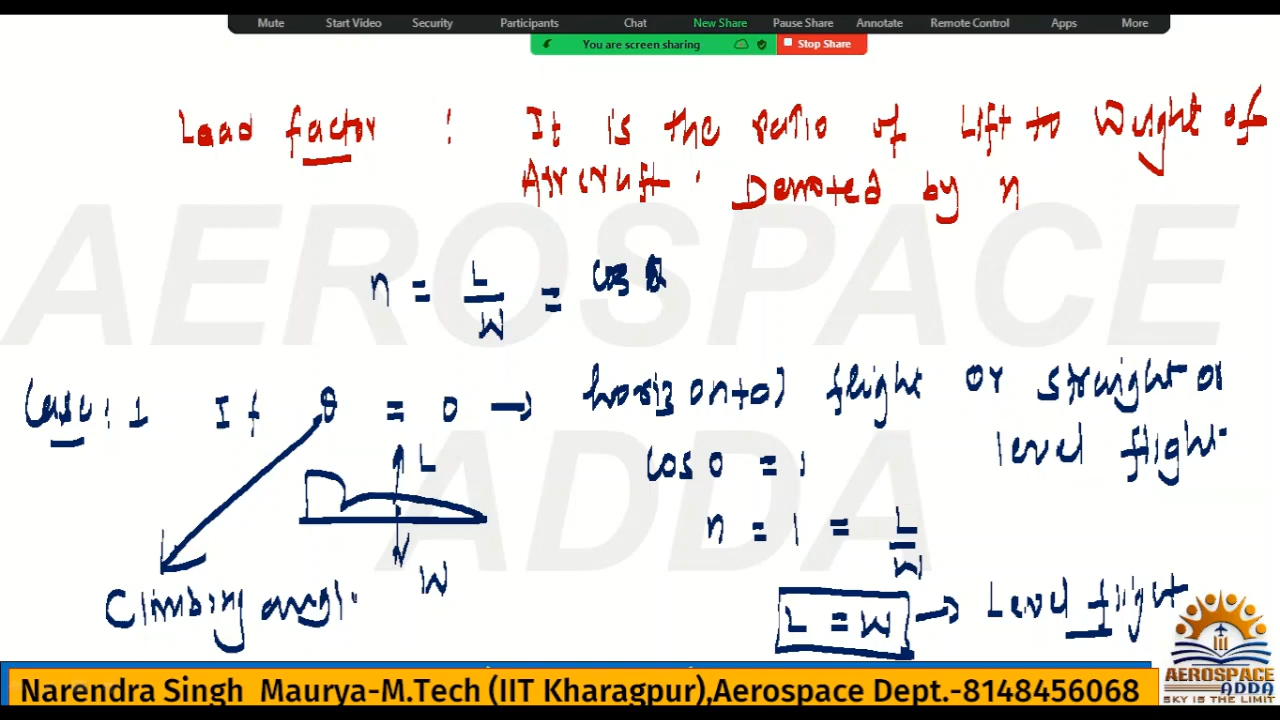 Mute Start Video Security Participants Chat New Share Pause Share Annotate Remote Control Apps More
You are screen sharing Stop Share
Load factor : It is the ratio of Lift to Weight of
Aircraft. Denoted by n
n = L/W = cos θ
Case: 1 If θ = 0 → horizontal flight or straight or
level flight
L
cos 0 = 1
n = 1 = L/W
W
Climbing angle
L = W → Level flight
AEROSPACE
ADDA
AEROSPACE
ADDA
SKY IS THE LIMIT
Narendra Singh Maurya-M.Tech (IIT Kharagpur),Aerospace Dept.-8148456068